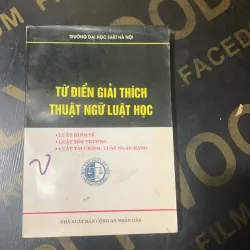 TRƯỜNG ĐẠI HỌC LUẬT HÀ NỘI
TỪ ĐIỂN GIẢI THÍCH
THUẬT NGỮ LUẬT HỌC
• LUẬT KINH TẾ
• LUẬT MÔI TRƯỜNG
• LUẬT TÀI CHÍNH, LUẬT NGÂN HÀNG
NHÀ XUẤT BẢN CÔNG AN NHÂN DÂN